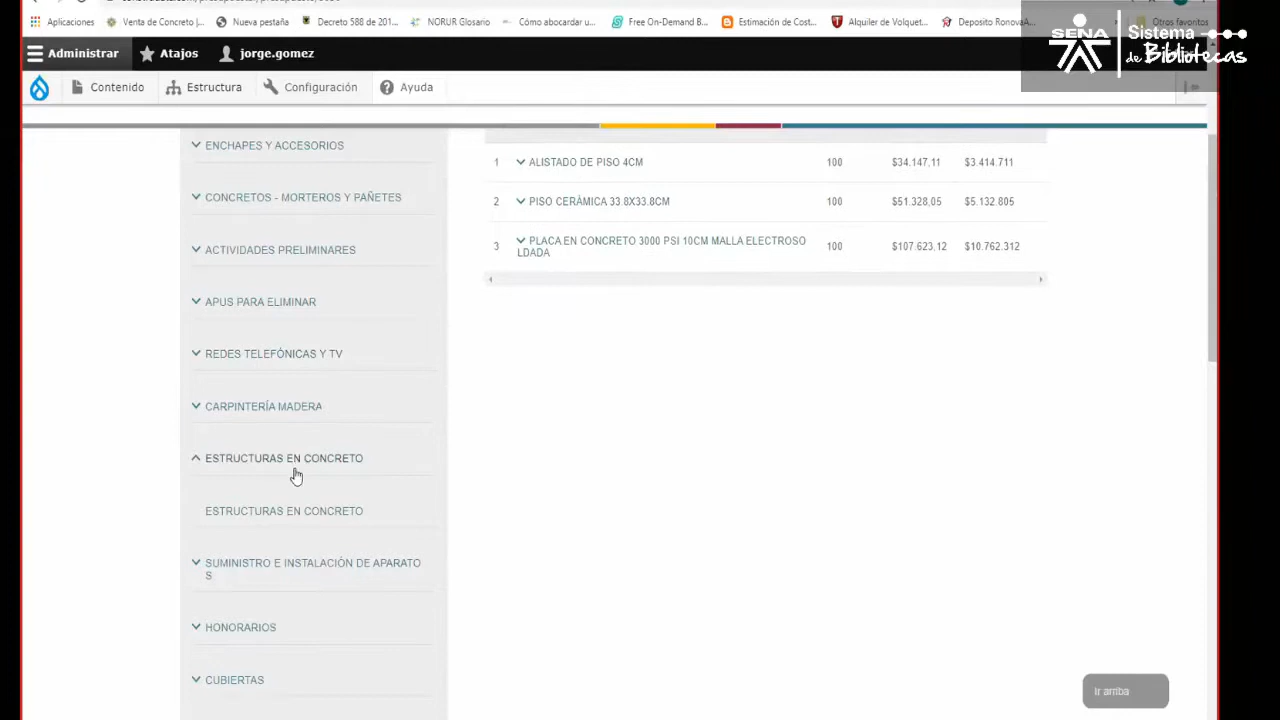 Aplicaciones
Venta de Concreto |...
Nueva pestaña
Decreto 588 de 201...
NORUR Glosario
Cómo abocardar u...
Free On-Demand B...
Estimación de Cost...
Alquiler de Volquet...
Deposito RonovaA...
Otros favoritos
SENA
Sistema
de Bibliotecas
Administrar
Atajos
jorge.gomez
Contenido
Estructura
Configuración
Ayuda
ENCHAPES Y ACCESORIOS
CONCRETOS - MORTEROS Y PAÑETES
ACTIVIDADES PRELIMINARES
APUS PARA ELIMINAR
REDES TELEFÓNICAS Y TV
CARPINTERÍA MADERA
ESTRUCTURAS EN CONCRETO
ESTRUCTURAS EN CONCRETO
SUMINISTRO E INSTALACIÓN DE APARATO
S
HONORARIOS
CUBIERTAS
1 ALISTADO DE PISO 4CM 100 $34.147,11 $3.414.711
2 PISO CERÁMICA 33.8X33.8CM 100 $51.328,05 $5.132.805
3 PLACA EN CONCRETO 3000 PSI 10CM MALLA ELECTROSO 100 $107.623,12 $10.762.312
LDADA
Ir arriba